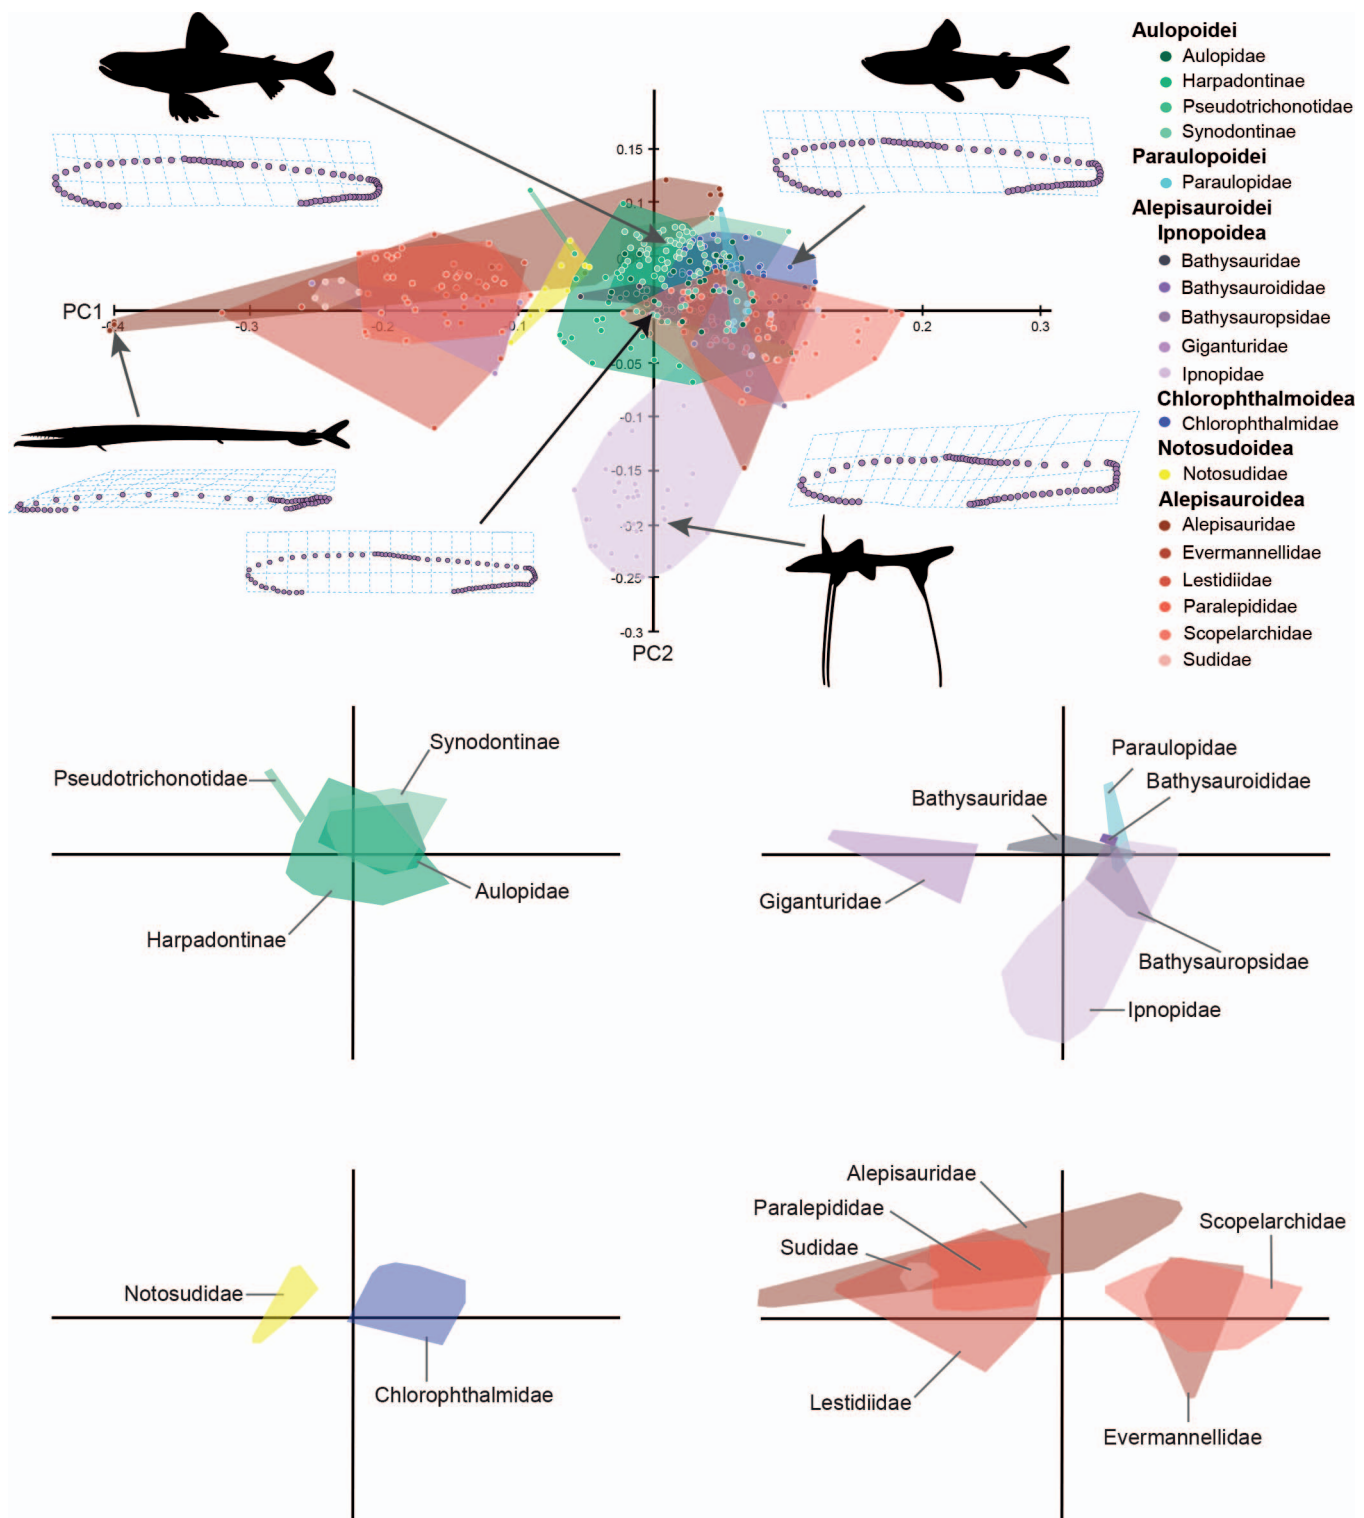 Aulopoidei
Aulopidae
Harpadontinae
Pseudotrichonotidae
Synodontinae
Paraulopoidei
Paraulopidae
Alepisauroidei
Ipnopoidea
Bathysauridae
Bathysauroididae
Bathysauropsidae
Giganturidae
Ipnopidae
Chlorophthalmoidea
Chlorophthalmidae
Notosudoidea
Notosudidae
Alepisauroidea
Alepisauridae
Evermannellidae
Lestidiidae
Paralepididae
Scopelarchidae
Sudidae
0.15
0.1
PC1
-0.4
-0.3
-0.2
-0.1
0.2
0.3
-0.05
-0.1
-0.15
-0.2
-0.25
-0.3
PC2
Synodontinae
Pseudotrichonotidae
Aulopidae
Harpadontinae
Paraulopidae
Bathysauroididae
Bathysauridae
Giganturidae
Bathysauropsidae
Ipnopidae
Notosudidae
Chlorophthalmidae
Alepisauridae
Paralepididae
Scopelarchidae
Sudidae
Lestidiidae
Evermannellidae